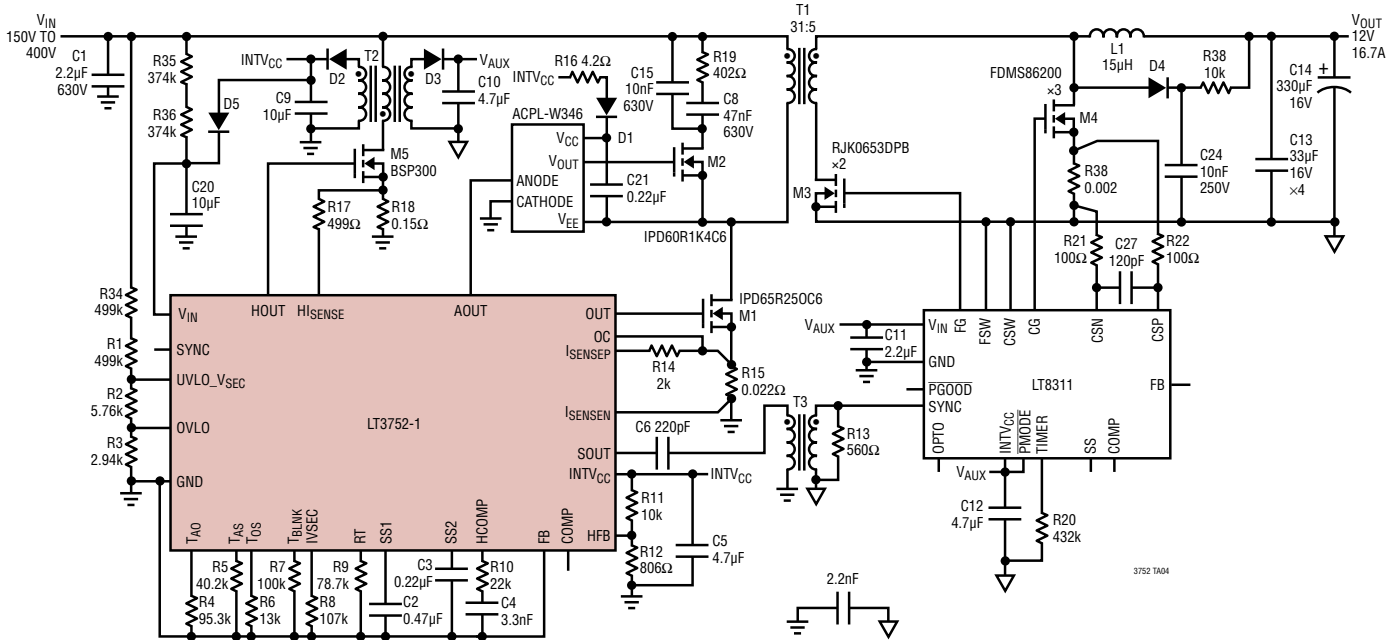 VIN
150V TO
400V
C1
2.2µF
630V
R35
374k
R36
374k
D5
INTVCC
D2
T2
D3
VAUX
C9
10µF
C10
4.7µF
C20
10µF
M5
BSP300
R17
499Ω
R18
0.15Ω
R16 4.2Ω
INTVCC
D1
ACPL-W346
VCC
VOUT
ANODE
CATHODE
VEE
C21
0.22µF
C15
10nF
630V
R19
402Ω
C8
47nF
630V
M2
IPD60R1K4C6
T1
31:5
RJK0653DPB
×2
M3
FDMS86200
×3
M4
L1
15µH
D4
R38
10k
VOUT
12V
16.7A
C14
330µF
16V
+
C13
33µF
16V
×4
C24
10nF
250V
R38
0.002
R21
100Ω
C27
120pF
R22
100Ω
R34
499k
R1
499k
R2
5.76k
R3
2.94k
VIN
SYNC
UVLO_VSEC
OVLO
GND
HOUT
HISENSE
AOUT
LT3752-1
OUT
OC
ISENSEP
ISENSEN
SOUT
INTVCC
HFB
TAO
TAS
TOS
TBLNK
IVSEC
RT
SS1
SS2
HCOMP
FB
COMP
IPD65R25OC6
M1
R14
2k
R15
0.022Ω
C6 220pF
T3
R13
560Ω
INTVCC
R11
10k
R12
806Ω
C5
4.7µF
R5
40.2k
R4
95.3k
R6
13k
R7
100k
R8
107k
R9
78.7k
C2
0.47µF
C3
0.22µF
R10
22k
C4
3.3nF
2.2nF
VAUX
C11
2.2µF
VIN
GND
PGOOD
SYNC
FG
FSW
CSW
CG
CSN
CSP
LT8311
FB
OPTO
INTVCC
PMODE
TIMER
SS
COMP
VAUX
C12
4.7µF
R20
432k
3752 TA04